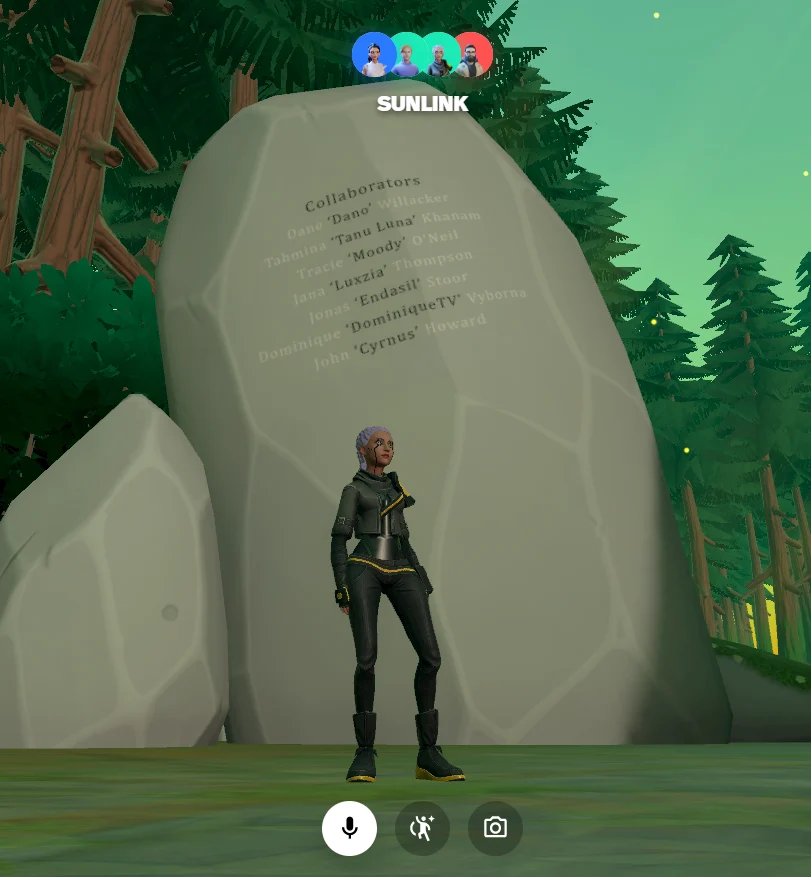 SUNLINK
Collaborators
Dano 'Dano' Willacker
Tahmina 'Tanu Luna' Khanam
Tracie 'Moody' O'Neil
Jana 'Luxzia' Thompson
Jonas 'Endasil' Stoor
Dominique 'DominiqueTV' Vyborna
John 'Cyrnus' Howard